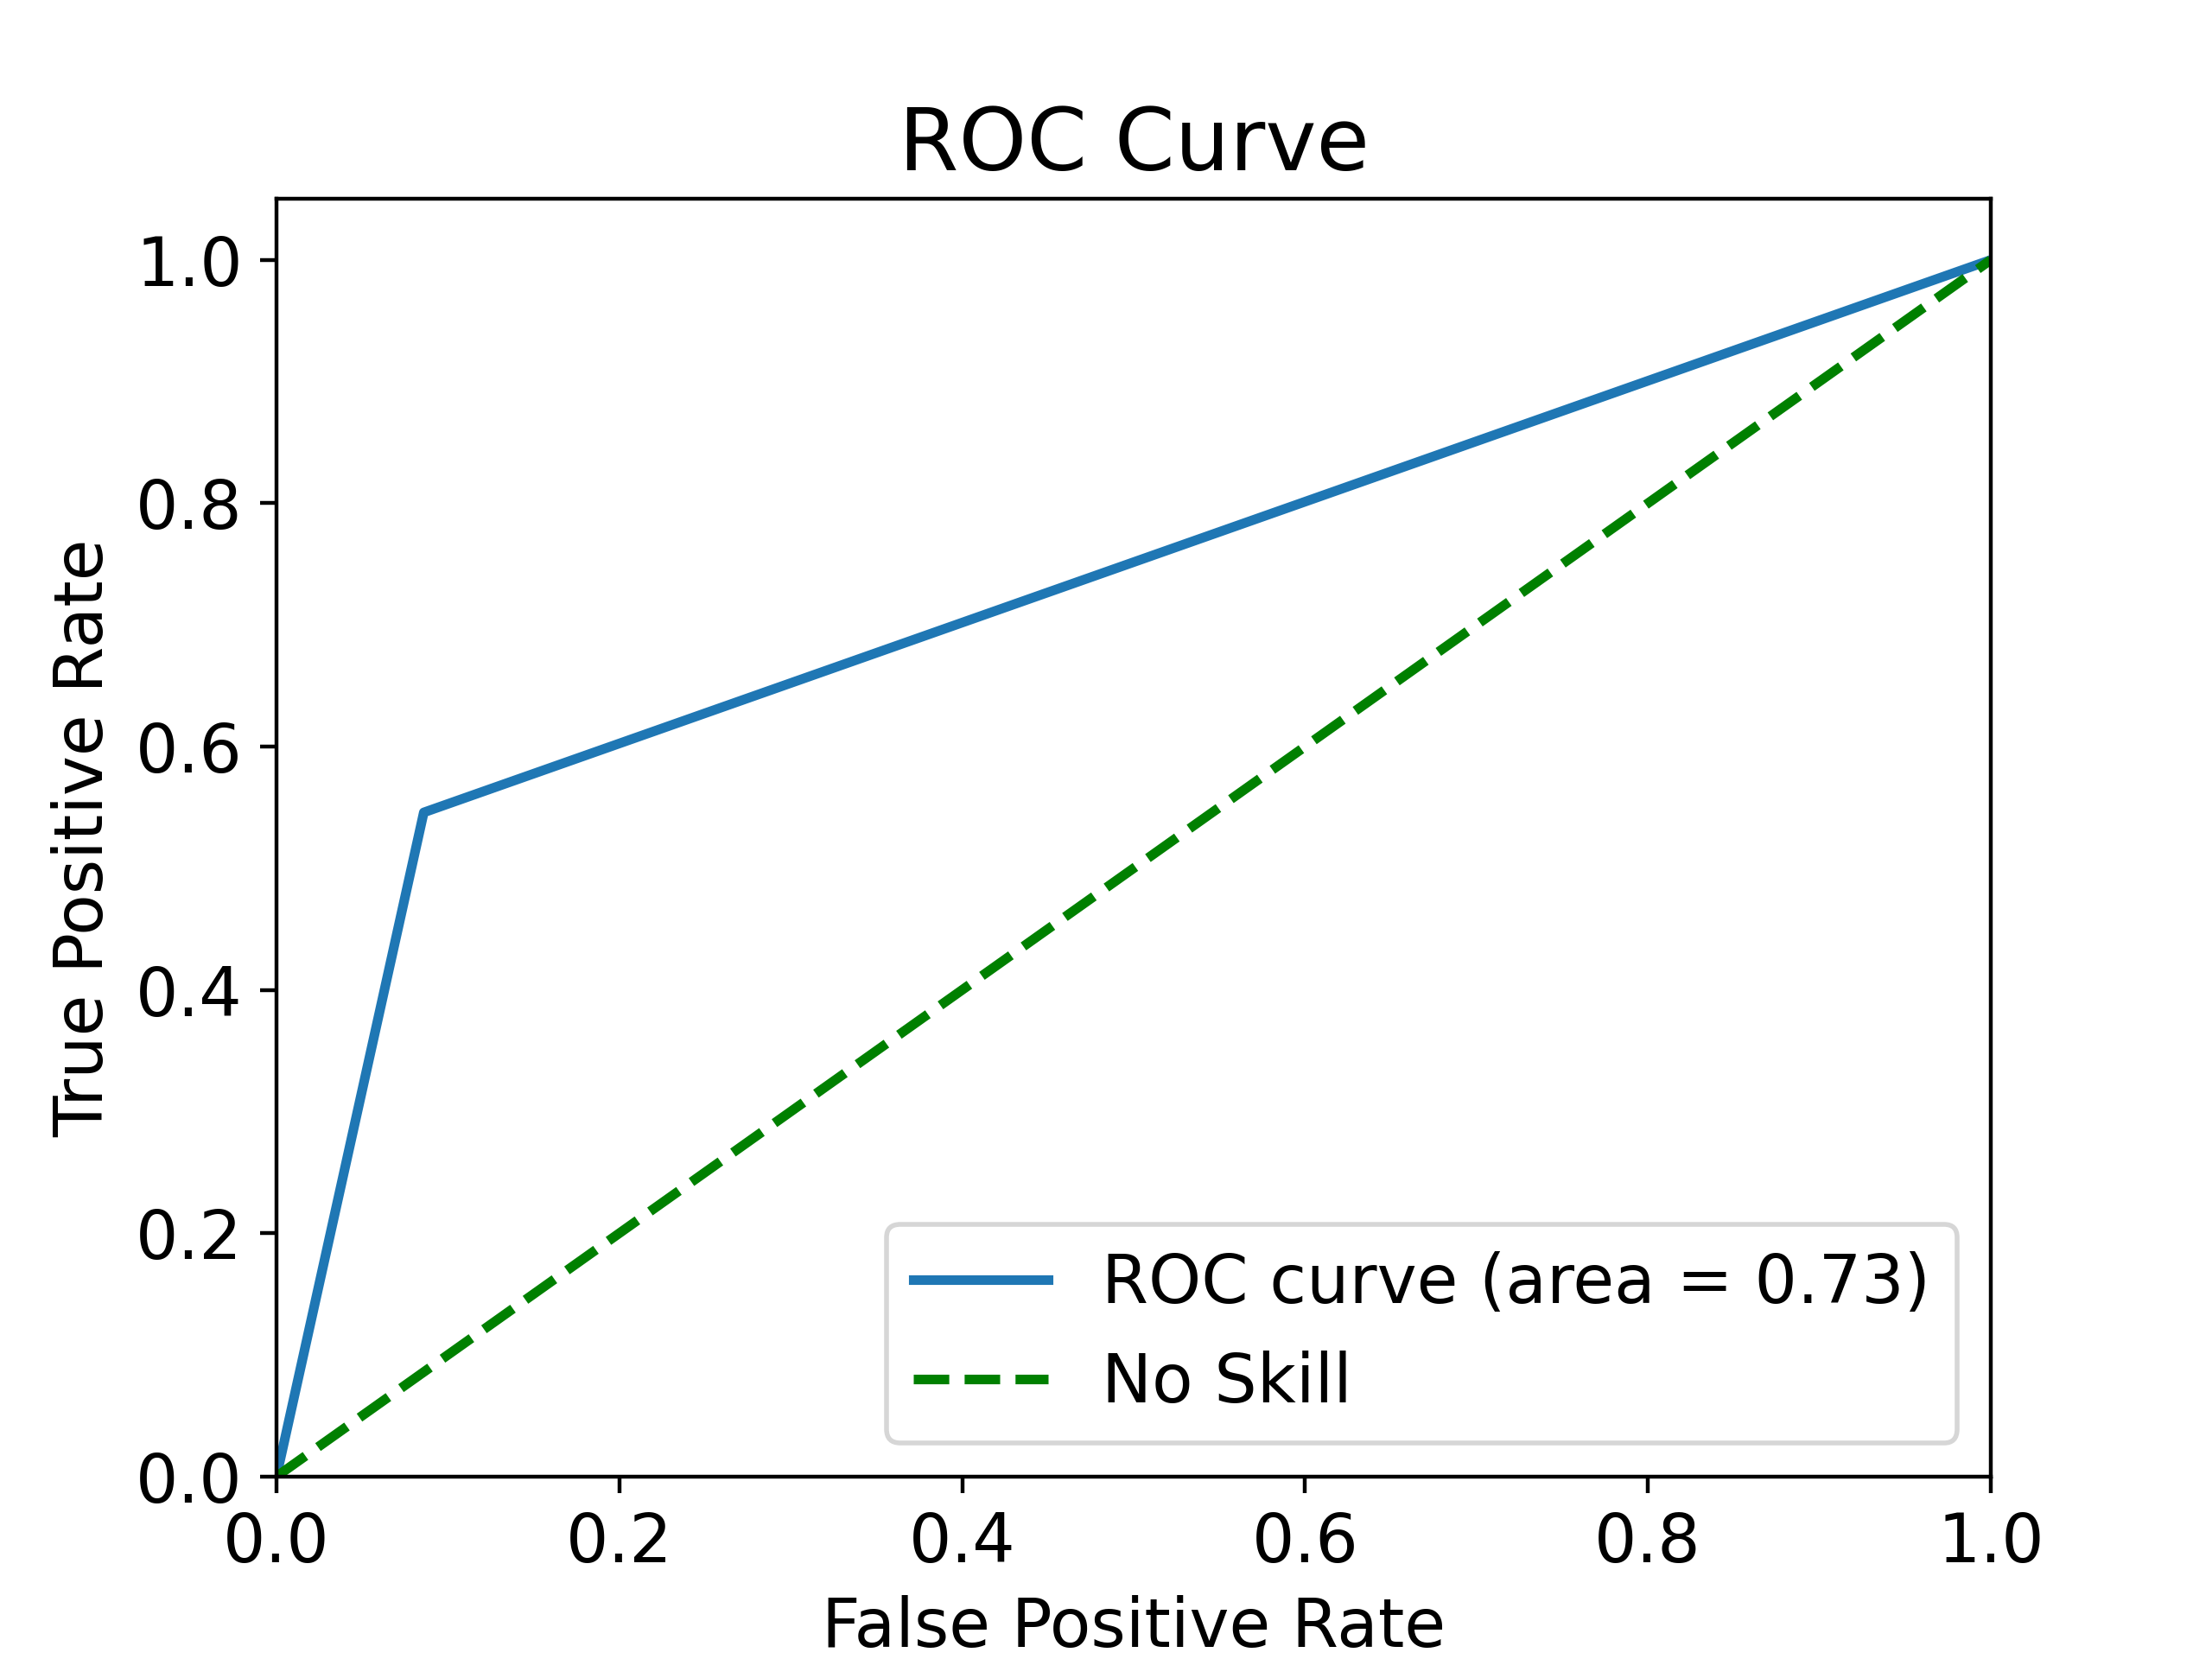 ROC Curve
1.0
0.8
0.6
0.4
0.2
0.0
True Positive Rate
ROC curve (area = 0.73)
No Skill
0.0 0.2 0.4 0.6 0.8 1.0
False Positive Rate